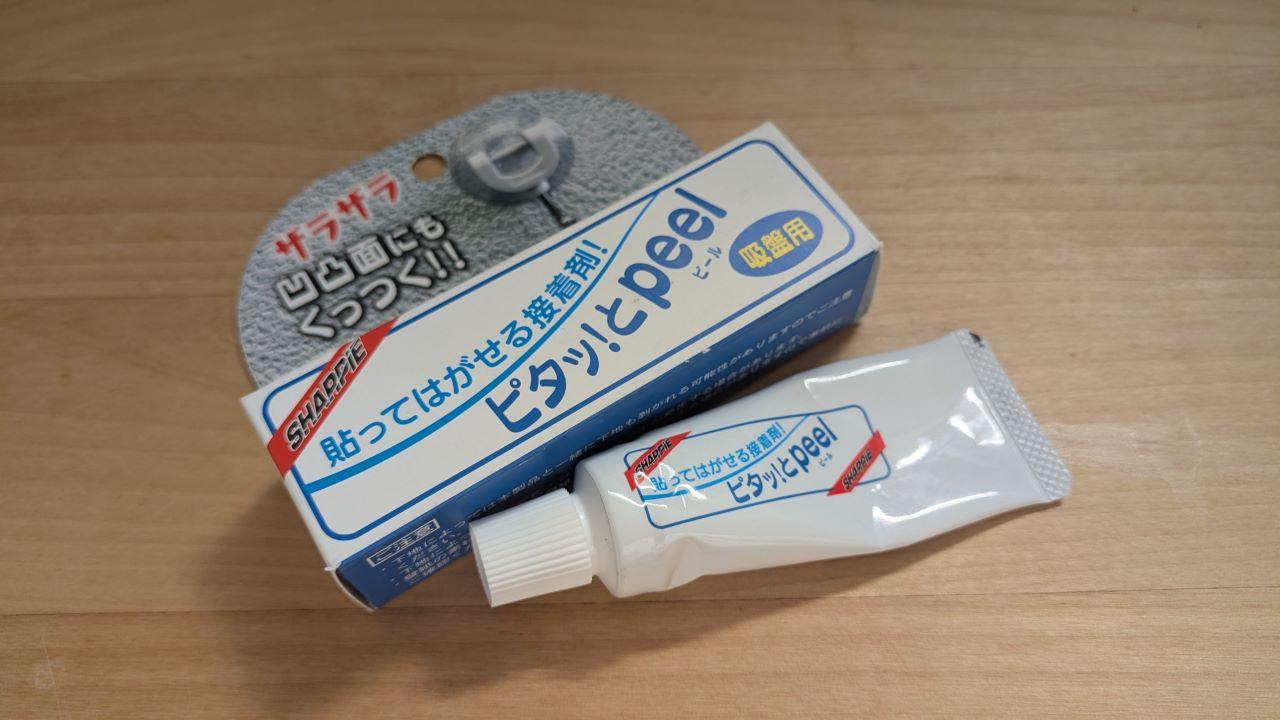 ザラザラ
凹凸面にも
くっつく!!
SHARPIE
貼ってはがせる接着剤!
ピタッ!とpeel
ピール
吸盤用
ご注意
SHARPIE
貼ってはがせる接着剤!
ピタッ!とpeel
ピール
SHARPIE